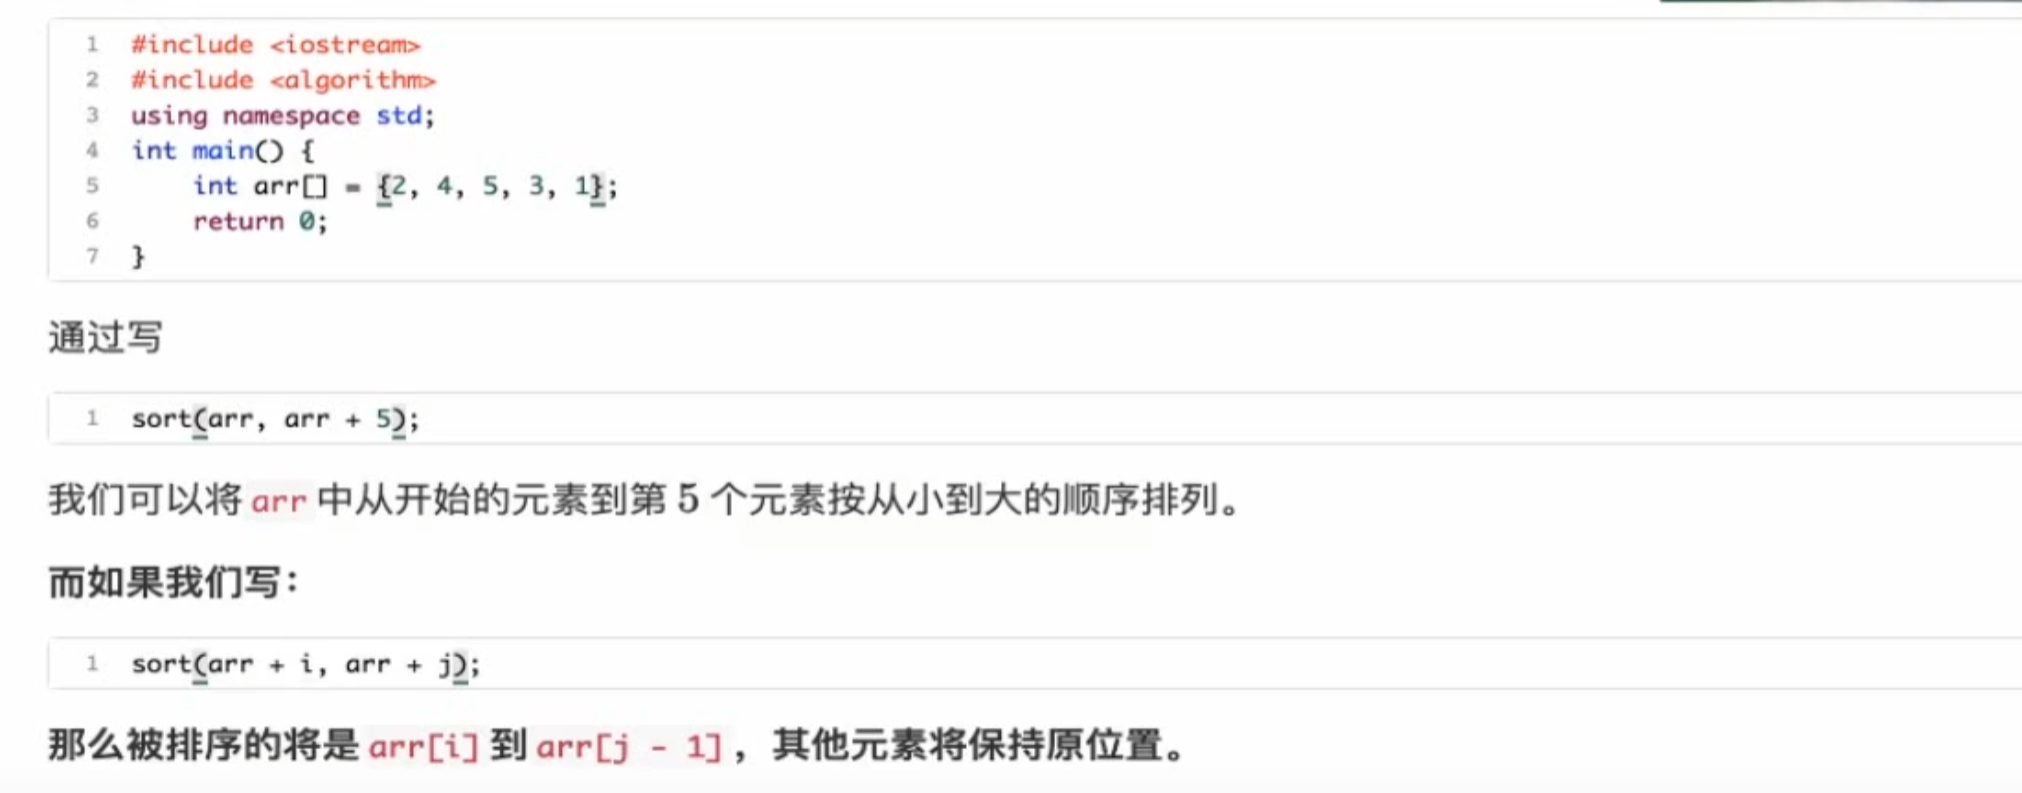 1 #include <iostream>
2 #include <algorithm>
3 using namespace std;
4 int main() {
5     int arr[] = {2, 4, 5, 3, 1};
6     return 0;
7 }
通过写
1 sort(arr, arr + 5);
我们可以将 arr 中从开始的元素到第 5 个元素按从小到大的顺序排列。
而如果我们写：
1 sort(arr + i, arr + j);
那么被排序的将是 arr[i] 到 arr[j - 1]，其他元素将保持原位置。